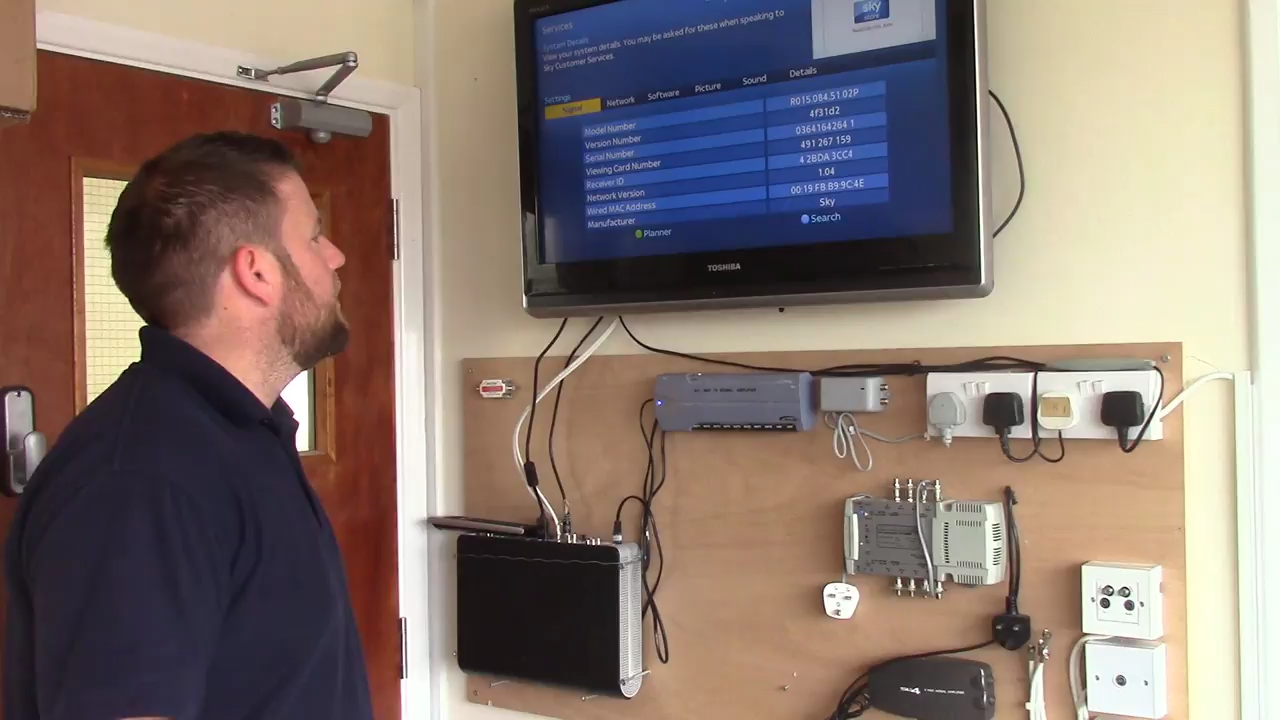 Services
System Details
View your system details. You may be asked for these when speaking to
Sky Customer Services.
sky
store
Settings
Signal Network Software Picture Sound Details
Model Number R015.084.51.02P
Version Number 4f31d2
Serial Number 0364164264 1
Viewing Card Number 491 267 159
Receiver ID 4 2BDA 3CC4
Network Version 1.04
Wired MAC Address 00:19 FB B9:9C:4E
Manufacturer Sky
Planner Search
TOSHIBA